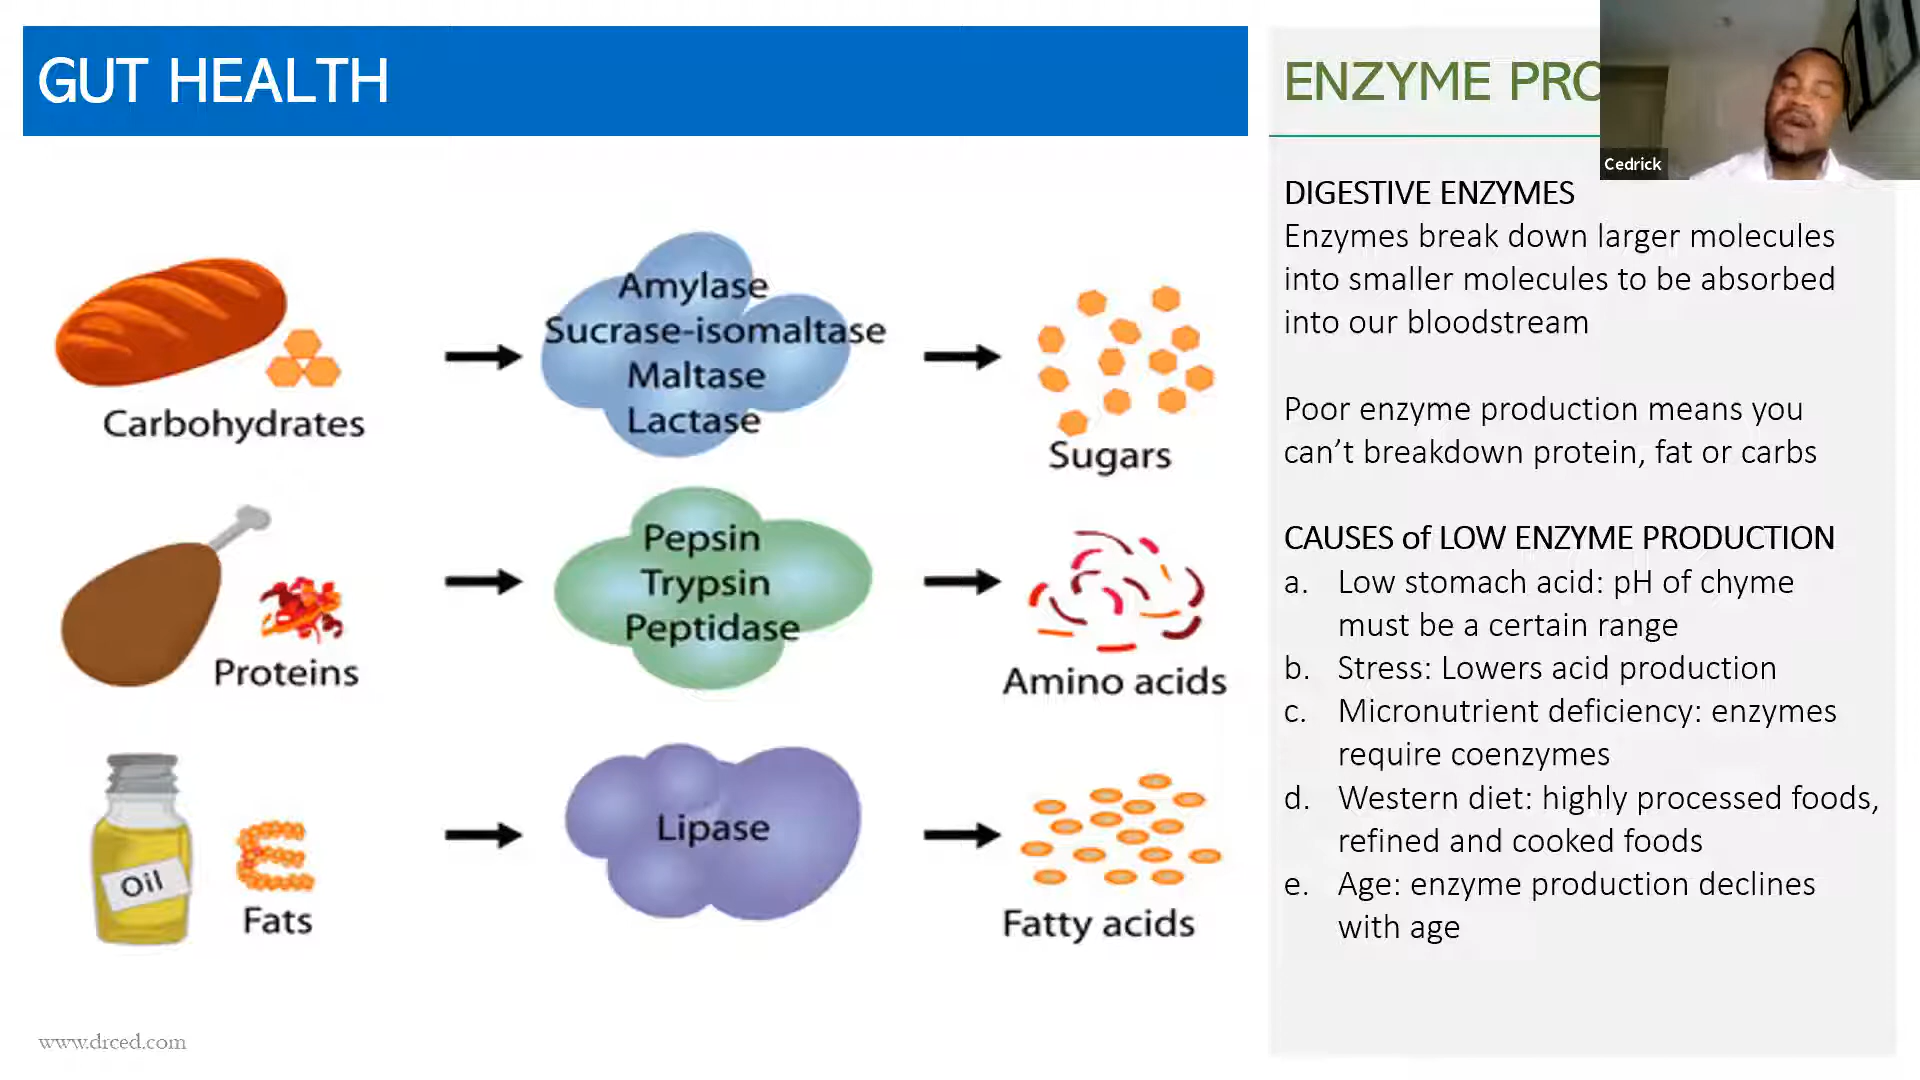 GUT HEALTH
Carbohydrates
Amylase
Sucrase-isomaltase
Maltase
Lactase
Sugars
Proteins
Pepsin
Trypsin
Peptidase
Amino acids
Oil
Fats
Lipase
Fatty acids
www.drced.com
ENZYME
Cedrick
DIGESTIVE ENZYMES
Enzymes break down larger molecules
into smaller molecules to be absorbed
into our bloodstream
Poor enzyme production means you
can’t breakdown protein, fat or carbs
CAUSES of LOW ENZYME PRODUCTION
a. Low stomach acid: pH of chyme
must be a certain range
b. Stress: Lowers acid production
c. Micronutrient deficiency: enzymes
require coenzymes
d. Western diet: highly processed foods,
refined and cooked foods
e. Age: enzyme production declines
with age